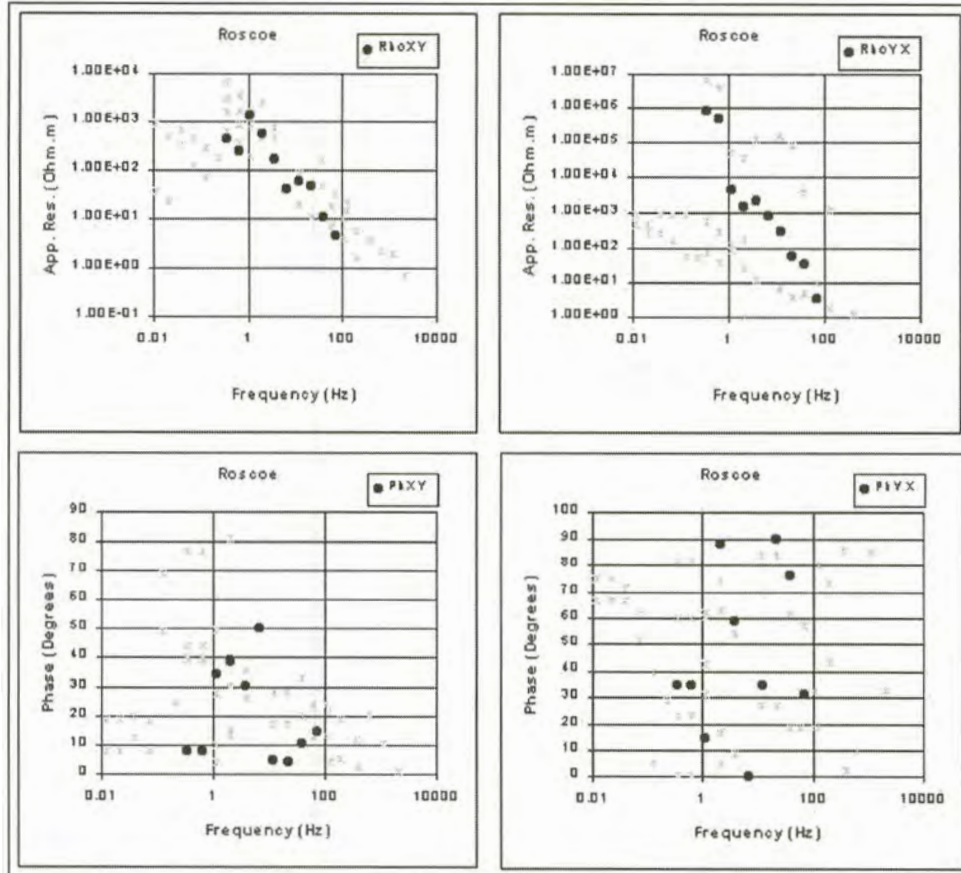 Roscoe
RhoXY
App. Res. (Ohm.m)
1.00E+04
1.00E+03
1.00E+02
1.00E+01
1.00E+00
1.00E-01
0.01 1 100 10000
Frequency (Hz)
Roscoe
RhoYX
App. Res. (Ohm.m)
1.00E+07
1.00E+06
1.00E+05
1.00E+04
1.00E+03
1.00E+02
1.00E+01
1.00E+00
0.01 1 100 10000
Frequency (Hz)
Roscoe
PhXY
Phase (Degrees)
90
80
70
60
50
40
30
20
10
0
0.01 1 100 10000
Frequency (Hz)
Roscoe
PhYX
Phase (Degrees)
100
90
80
70
60
50
40
30
20
10
0
0.01 1 100 10000
Frequency (Hz)